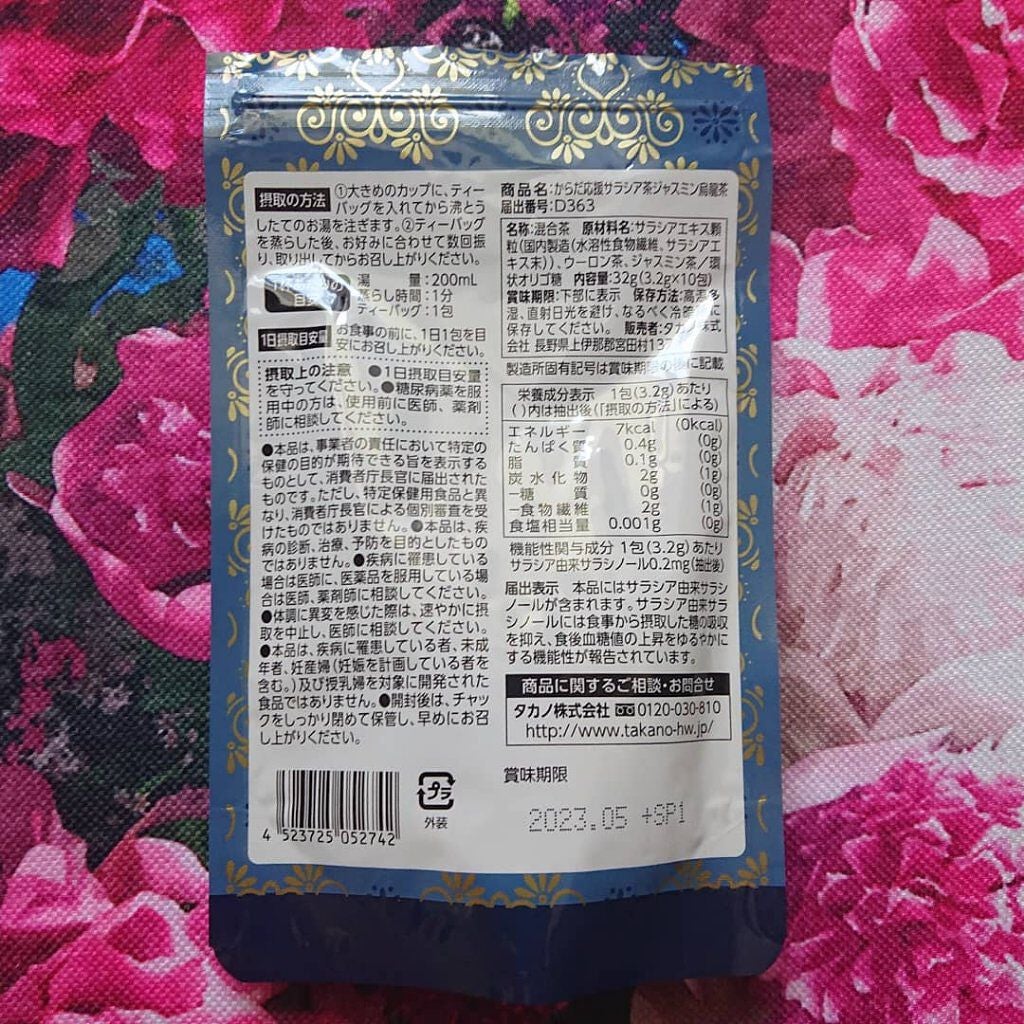 摂取の方法
①大きめのカップに、ティー
バッグを入れてから沸とう
したてのお湯を注ぎます。②ティーバッグ
を蒸らした後、お好みに合わせて数回振
り、取り出してからお召し上がりください。
湯量:200mL
蒸らし時間:1分
ティーバッグ:1包
1日摂取目安量
お食事の前に、1日1包を目
安にお召し上がりください。
摂取上の注意 ●1日摂取目安量
を守ってください。●糖尿病薬を服
用中の方は、使用前に医師、薬剤
師に相談してください。
●本品は、事業者の責任において特定の
保健の目的が期待できる旨を表示する
ものとして、消費者庁長官に届出された
ものです。ただし、特定保健用食品と異
なり、消費者庁長官による個別審査を受
けたものではありません。●本品は、疾
病の診断、治療、予防を目的としたもの
ではありません。●疾病に罹患している
場合は医師に、医薬品を服用している場
合は医師、薬剤師に相談してください。
●体調に異変を感じた際は、速やかに摂
取を中止し、医師に相談してください。
●本品は、疾病に罹患している者、未成
年者、妊産婦(妊娠を計画している者を
含む。)及び授乳婦を対象に開発された
食品ではありません。●開封後は、チャッ
クをしっかり閉めて保管し、早めにお召
し上がりください。
4 523725 052742
プラ
外装
商品名:からだ応援サラシア茶ジャスミン烏龍茶
届出番号:D363
名称:混合茶 原材料名:サラシアエキス顆
粒(国内製造(水溶性食物繊維、サラシアエ
キス末))、ウーロン茶、ジャスミン茶/環
状オリゴ糖 内容量:32g(3.2g×10包)
賞味期限:下部に表示 保存方法:高温多
湿、直射日光を避け、なるべく冷暗所に
保存してください。 販売者:タカノ株式
会社 長野県上伊那郡宮田村13
製造所固有記号は賞味期限の後に記載
栄養成分表示 1包(3.2g)あたり
( )内は抽出後(「摂取の方法」による)
エネルギー 7kcal (0kcal)
たんぱく質 0.4g (0g)
脂質 0.1g (0g)
炭水化物 2g (1g)
−糖質 0g (0g)
−食物繊維 2g (1g)
食塩相当量 0.001g (0g)
機能性関与成分 1包(3.2g)あたり
サラシア由来サラシノール0.2mg(抽出後)
届出表示 本品にはサラシア由来サラシ
ノールが含まれます。サラシア由来サラ
シノールには食事から摂取した糖の吸収
を抑え、食後血糖値の上昇をゆるやかに
する機能性が報告されています。
商品に関するご相談・お問合せ
タカノ株式会社 0120-030-810
http://www.takano-hw.jp/
賞味期限
2023.05 +SP1